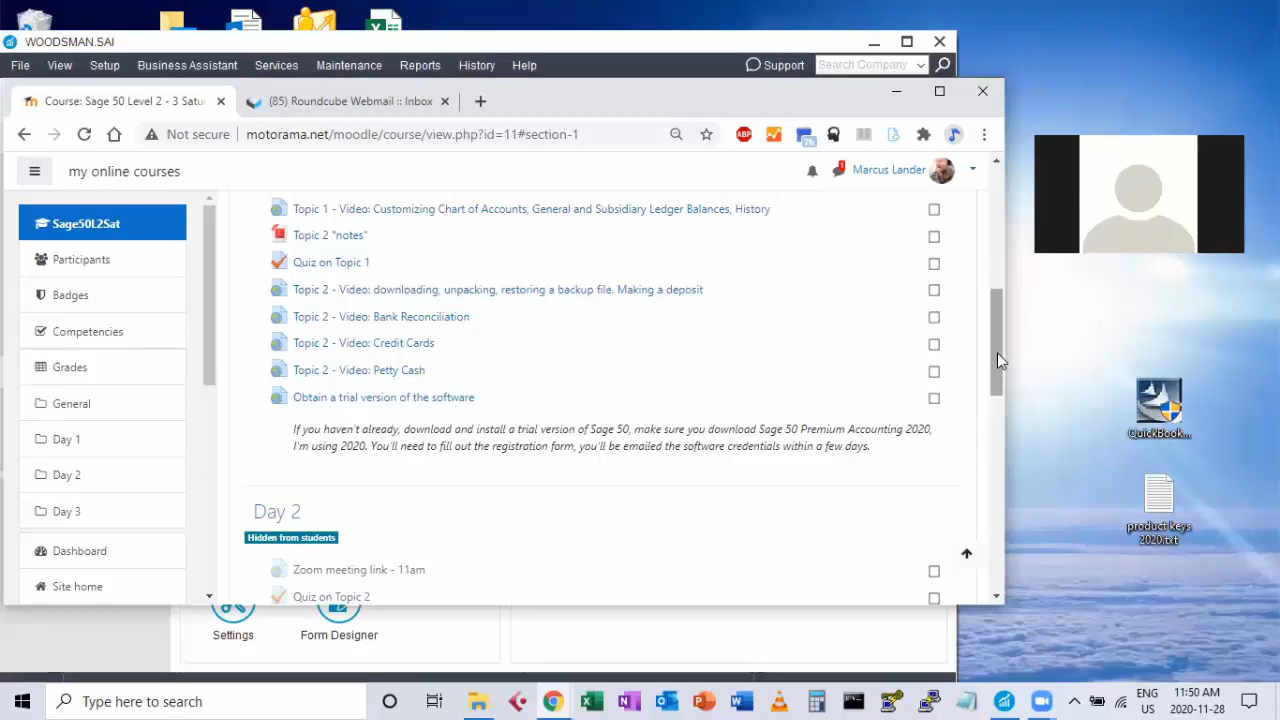 WOODSMAN.SAI
File View Setup Business Assistant Services Maintenance Reports History Help Support Search Company
Course: Sage 50 Level 2 - 3 Satu (85) Roundcube Webmail :: Inbox
Not secure motorama.net/moodle/course/view.php?id=11#section-1
my online courses
1
Marcus Lander
Sage50L2Sat
Participants
Badges
Competencies
Grades
General
Day 1
Day 2
Day 3
Dashboard
Site home
Topic 1 - Video: Customizing Chart of Accounts, General and Subsidiary Ledger Balances, History
Topic 2 "notes"
Quiz on Topic 1
Topic 2 - Video: downloading, unpacking, restoring a backup file. Making a deposit
Topic 2 - Video: Bank Reconciliation
Topic 2 - Video: Credit Cards
Topic 2 - Video: Petty Cash
Obtain a trial version of the software
If you haven't already, download and install a trial version of Sage 50, make sure you download Sage 50 Premium Accounting 2020,
I'm using 2020. You'll need to fill out the registration form, you'll be emailed the software credentials within a few days.
Day 2
Hidden from students
Zoom meeting link - 11am
Quiz on Topic 2
Settings Form Designer
QuickBook...
product keys
2020.txt
Type here to search
ENG
US
11:50 AM
2020-11-28